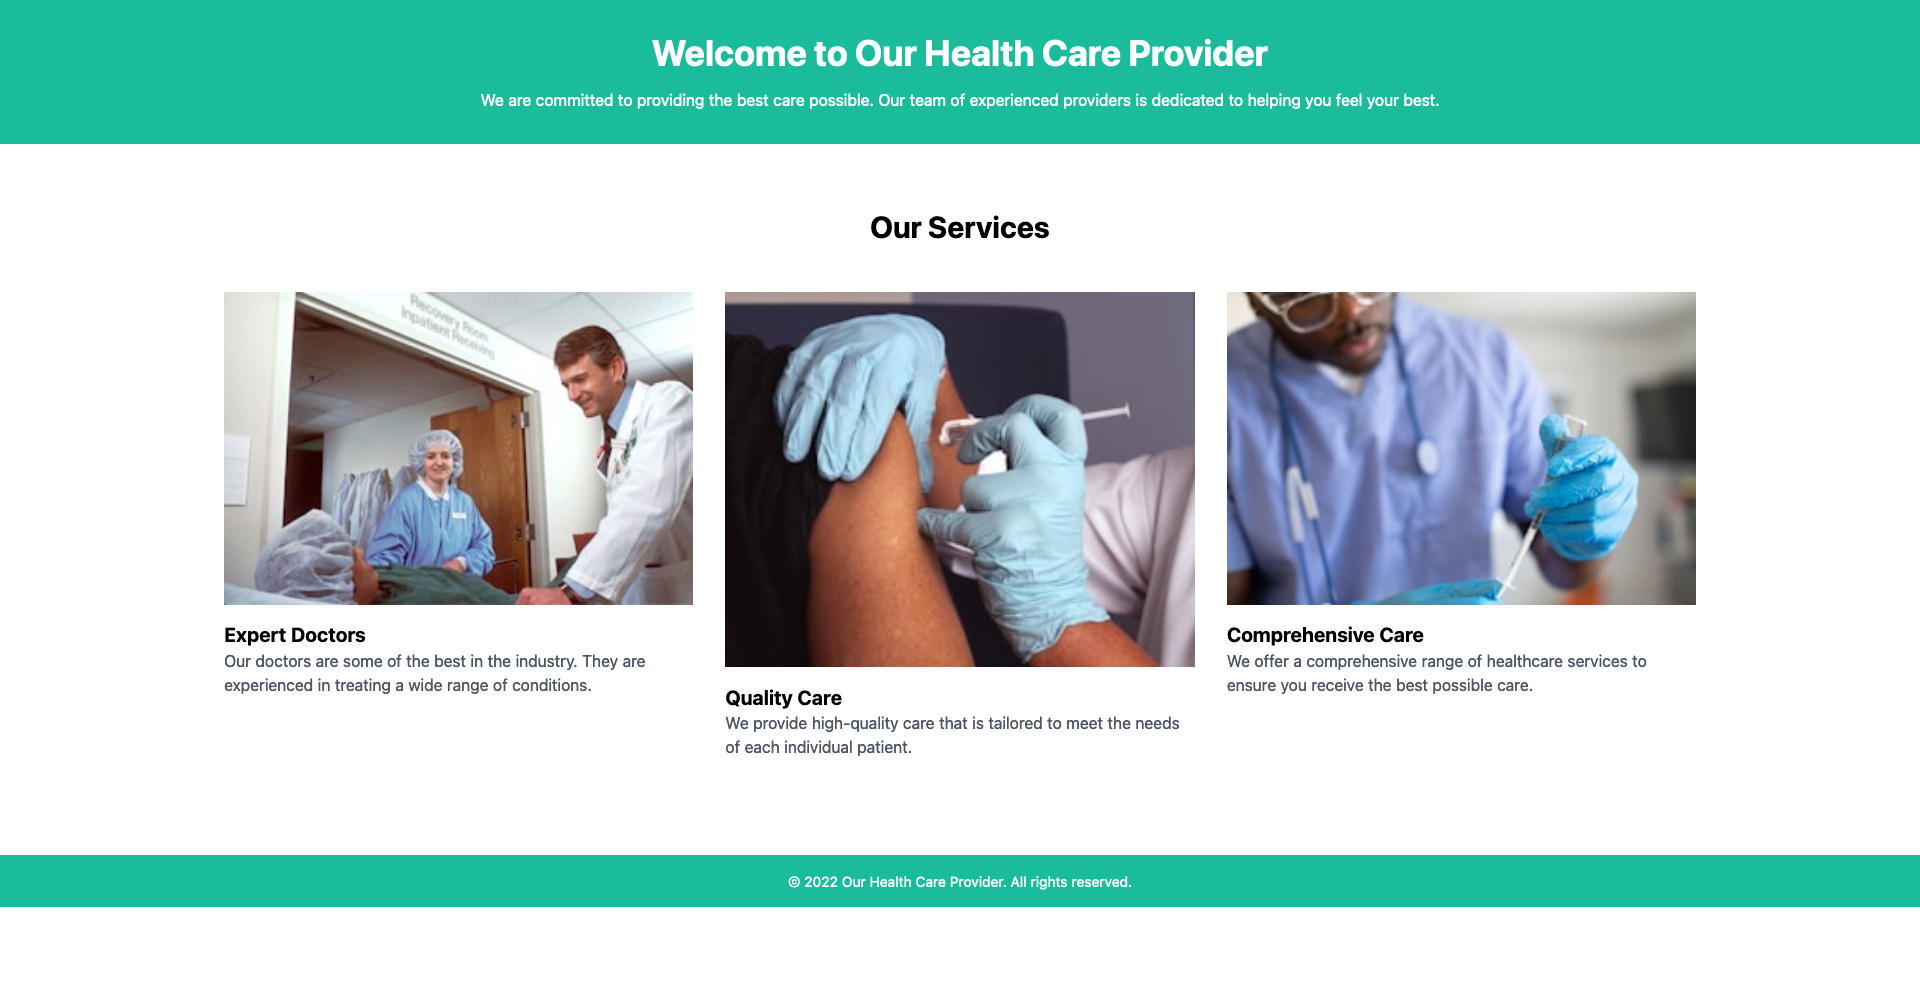 Welcome to Our Health Care Provider
We are committed to providing the best care possible. Our team of experienced providers is dedicated to helping you feel your best.
Our Services
Recovery Room
Inpatient Receiving
Expert Doctors
Our doctors are some of the best in the industry. They are
experienced in treating a wide range of conditions.
Quality Care
We provide high-quality care that is tailored to meet the needs
of each individual patient.
Comprehensive Care
We offer a comprehensive range of healthcare services to
ensure you receive the best possible care.
© 2022 Our Health Care Provider. All rights reserved.